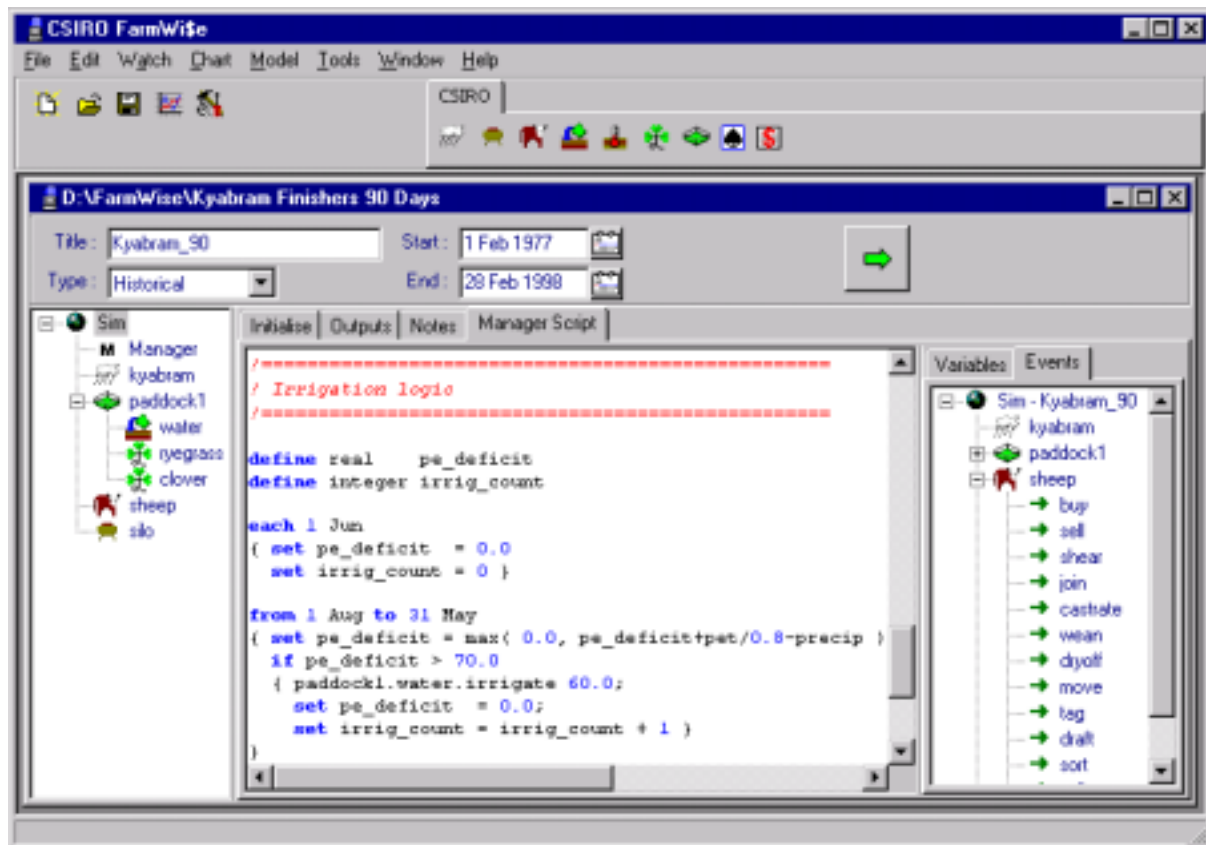 CSIRO FarmWi$e
File Edit Watch Chart Model Tools Window Help
CSIRO
D:\FarmWise\Kyabram Finishers 90 Days
Title : Kyabram_90
Start : 1 Feb 1977
Type : Historical
End : 28 Feb 1998
Sim
M Manager
kyabram
paddock1
water
ryegrass
clover
sheep
silo
Initialise Outputs Notes Manager Script
!==================================================
! Irrigation logic
!==================================================
define real pe_deficit
define integer irrig_count
each 1 Jun
{ set pe_deficit = 0.0
set irrig_count = 0 }
from 1 Aug to 31 May
{ set pe_deficit = max( 0.0, pe_deficit+pet/0.8-precip )
if pe_deficit > 70.0
{ paddock1.water.irrigate 60.0;
set pe_deficit = 0.0;
set irrig_count = irrig_count + 1 }
}
Variables Events
Sim - Kyabram_90
kyabram
paddock1
sheep
buy
sell
shear
join
castrate
wean
dryoff
move
tag
draft
sort